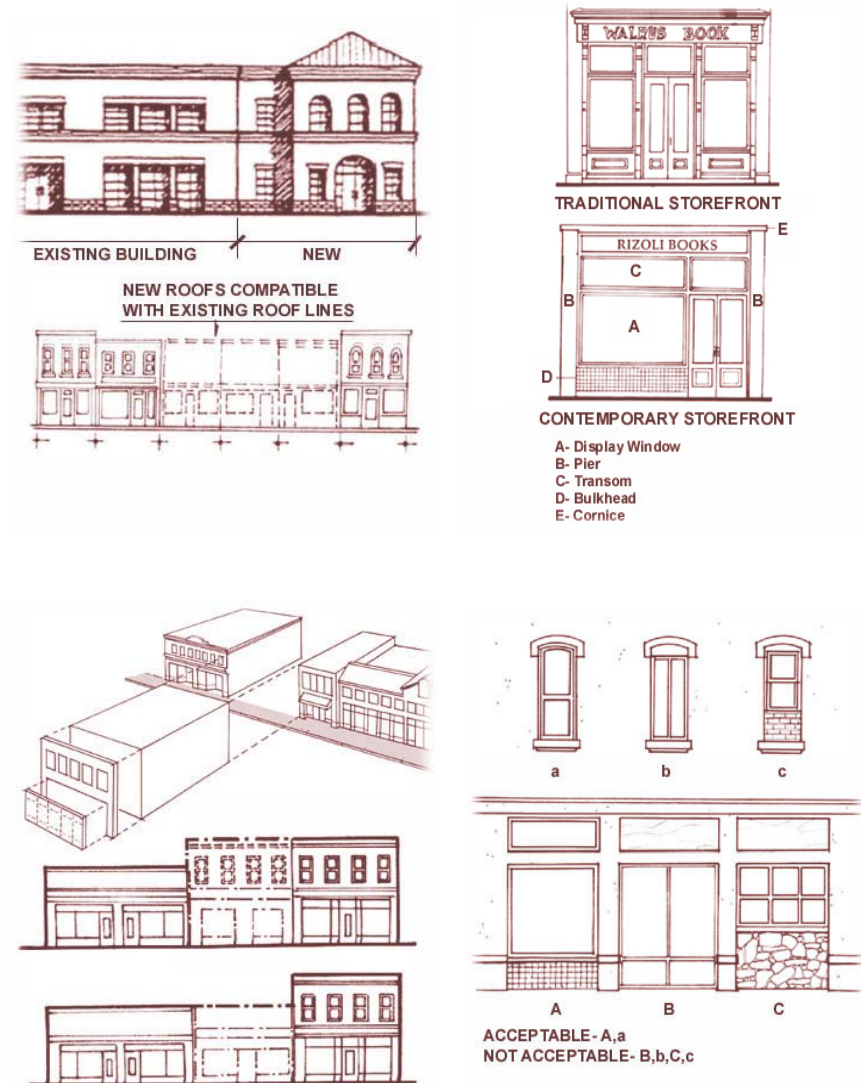 EXISTING BUILDING
NEW
NEW ROOFS COMPATIBLE
WITH EXISTING ROOF LINES
WALRUS BOOK
TRADITIONAL STOREFRONT
E
RIZOLI BOOKS
C
B
B
A
D
CONTEMPORARY STOREFRONT
A- Display Window
B- Pier
C- Transom
D- Bulkhead
E- Cornice
a
b
c
A
B
C
ACCEPTABLE- A,a
NOT ACCEPTABLE- B,b,C,c